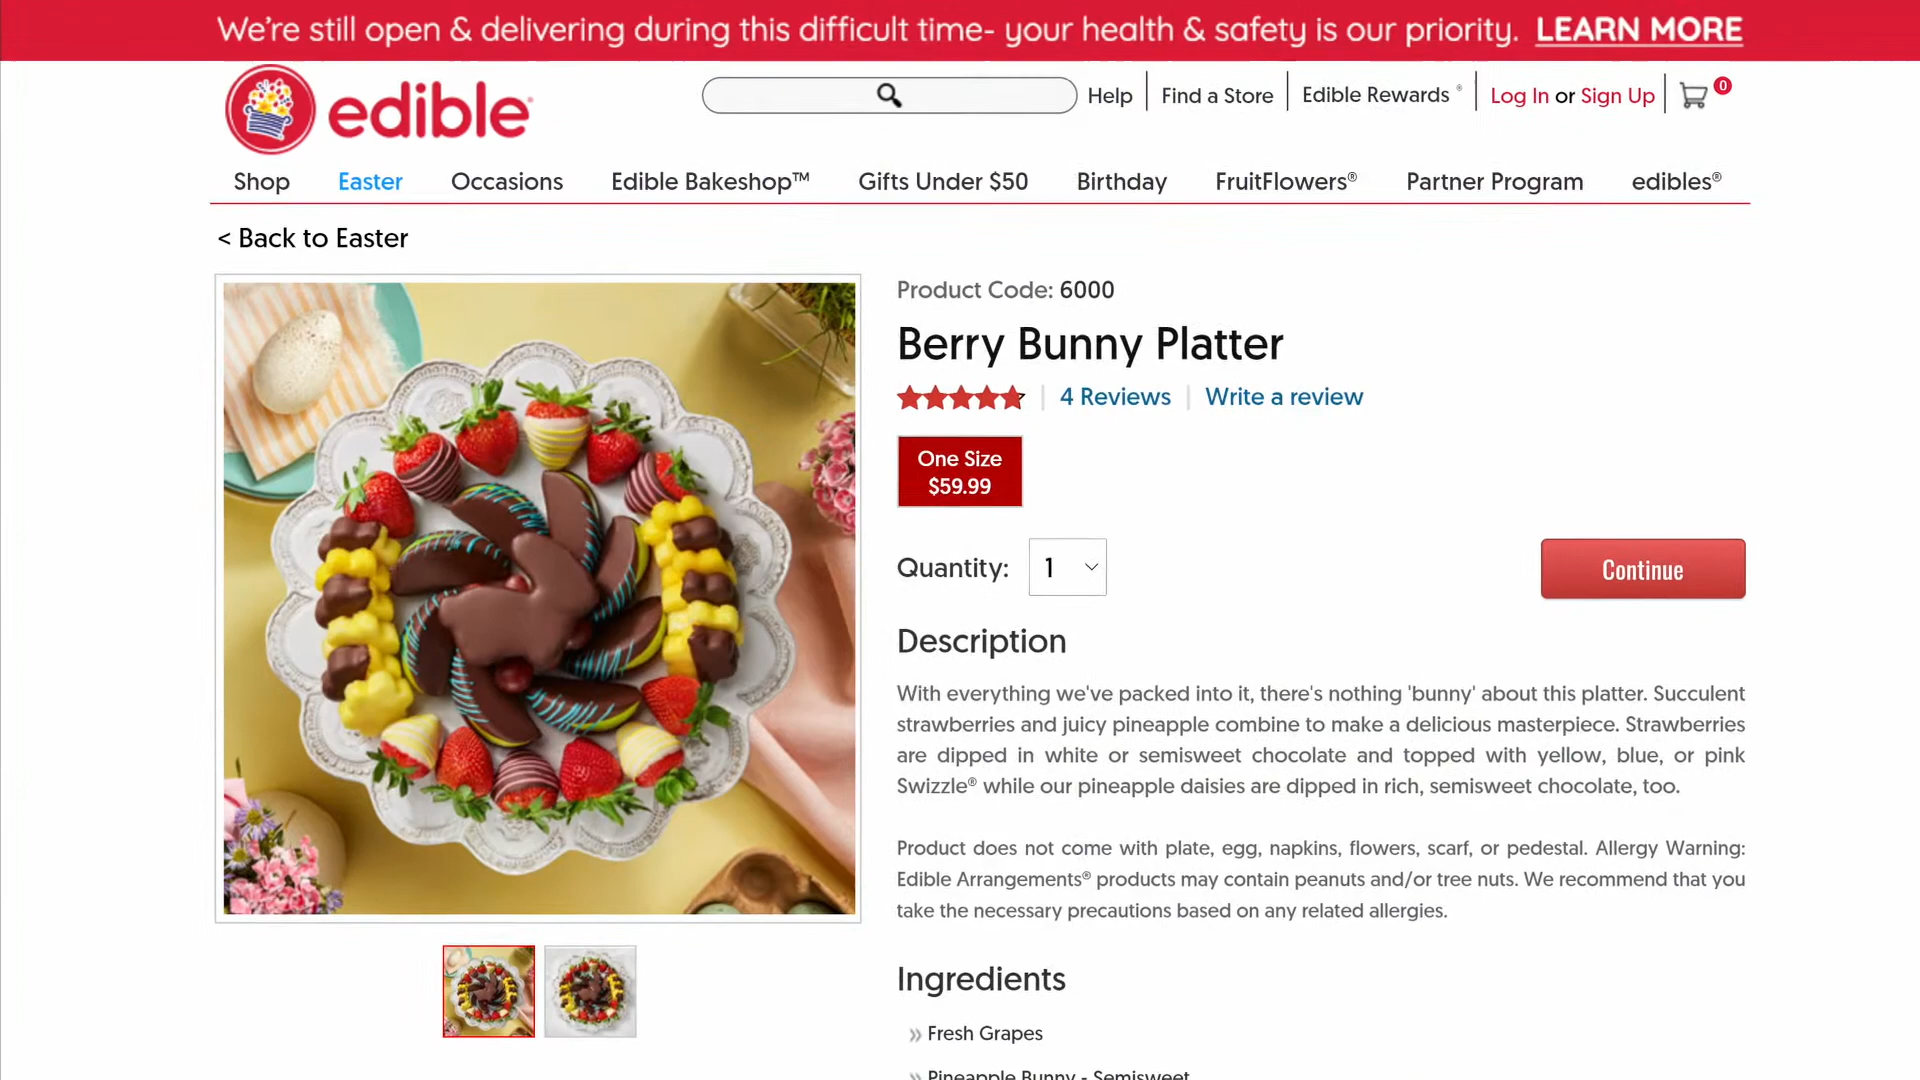 We're still open & delivering during this difficult time- your health & safety is our priority. LEARN MORE
edible
Help
Find a Store
Edible Rewards ®
Log In or Sign Up
0
Shop
Easter
Occasions
Edible Bakeshop™
Gifts Under $50
Birthday
FruitFlowers®
Partner Program
edibles®
< Back to Easter
Product Code: 6000
Berry Bunny Platter
4 Reviews
Write a review
One Size
$59.99
Quantity: 1
Continue
Description
With everything we've packed into it, there's nothing 'bunny' about this platter. Succulent
strawberries and juicy pineapple combine to make a delicious masterpiece. Strawberries
are dipped in white or semisweet chocolate and topped with yellow, blue, or pink
Swizzle® while our pineapple daisies are dipped in rich, semisweet chocolate, too.
Product does not come with plate, egg, napkins, flowers, scarf, or pedestal. Allergy Warning:
Edible Arrangements® products may contain peanuts and/or tree nuts. We recommend that you
take the necessary precautions based on any related allergies.
Ingredients
» Fresh Grapes
» Pineapple Bunny - Semisweet